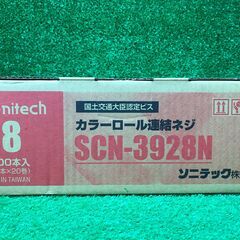 nitech
国土交通大臣認定ビス
8
カラーロール連結ネジ
SCN-3928N
00本入
本×20巻)
IN TAIWAN
ソニテック株